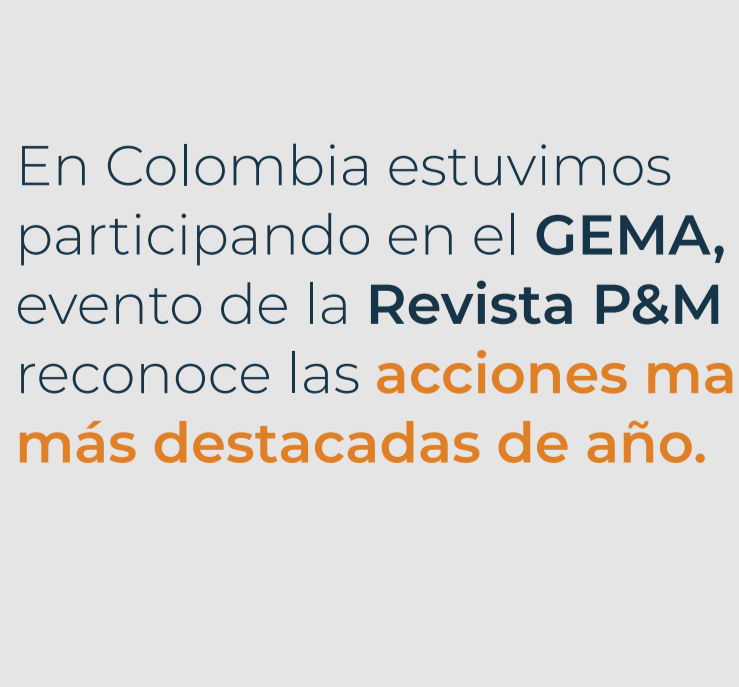 En Colombia estuvimos
participando en el GEMA,
evento de la Revista P&M
reconoce las acciones ma
más destacadas de año.